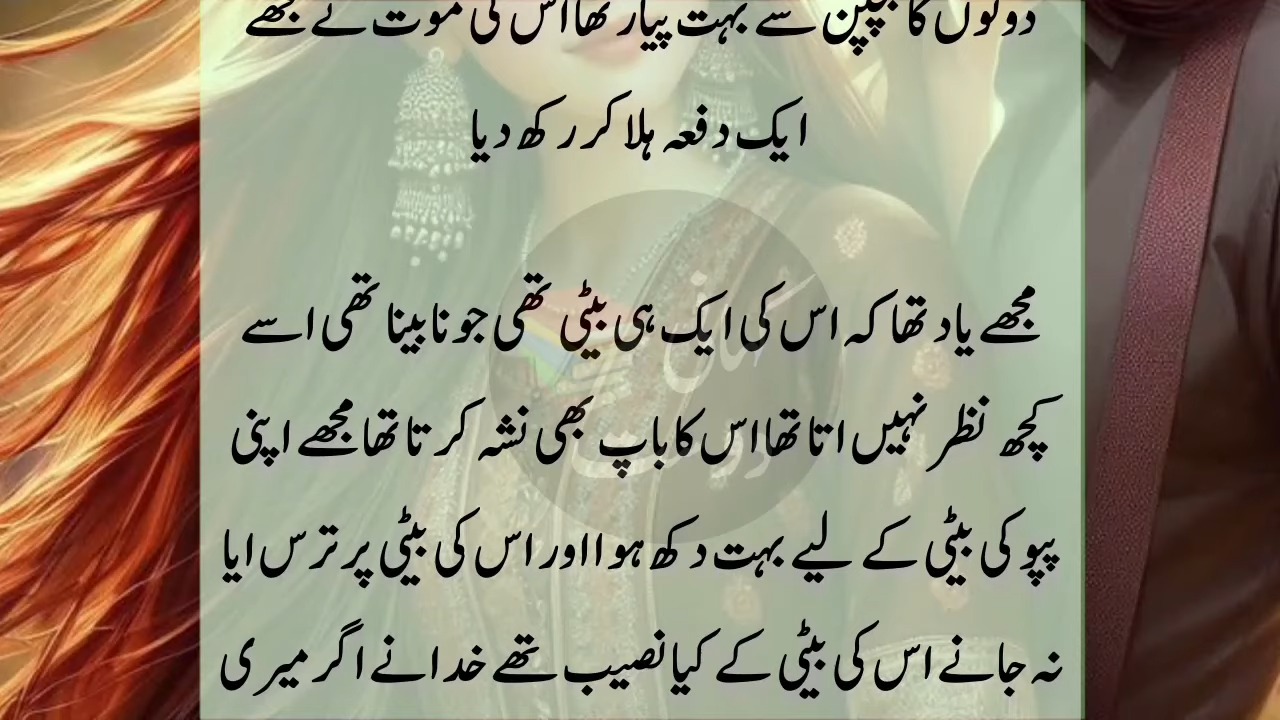 دونوں کا بچپن سے بہت پیار تھا اس کی موت نے مجھے
ایک دفعہ ہلا کر رکھ دیا
مجھے یاد تھا کہ اس کی ایک ہی بیٹی تھی جو نابینا تھی اسے
کچھ نظر نہیں اتا تھا اس کا باپ بھی نشہ کرتا تھا مجھے اپنی
پپو کی بیٹی کے لیے بہت دکھ ہوا اور اس کی بیٹی پر ترس ایا
نہ جانے اس کی بیٹی کے کیا نصیب تھے خدا نے اگر میری